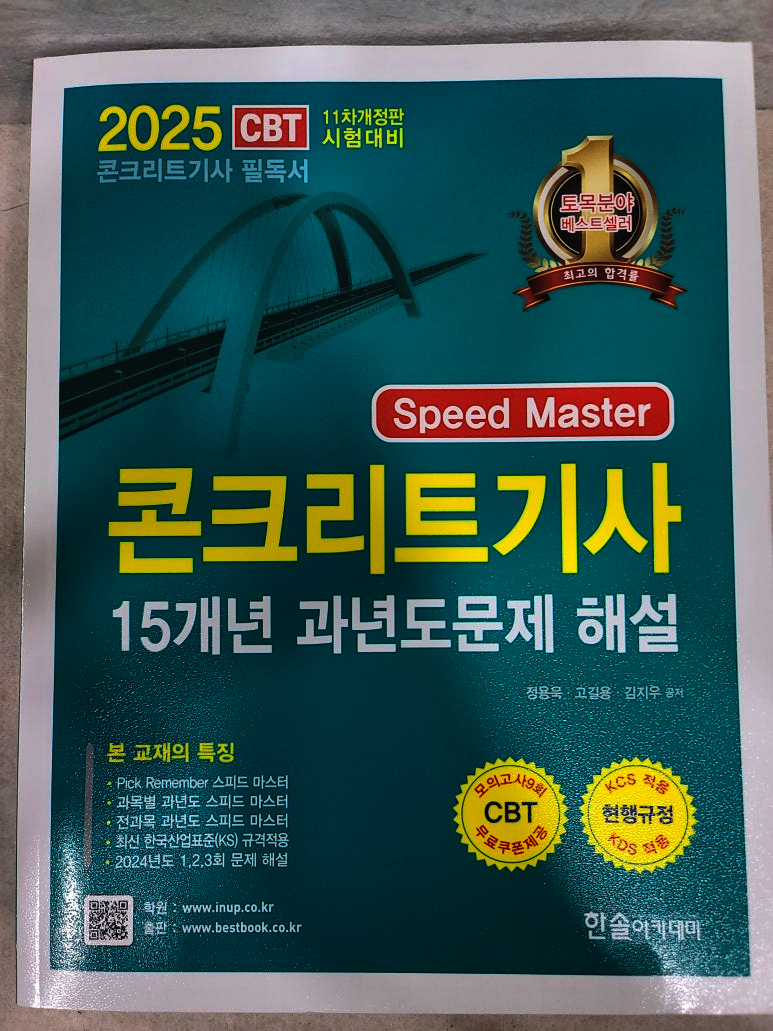 2025 CBT 11차개정판 시험대비
콘크리트기사 필독서
1
토목분야
베스트셀러
최고의 합격률
Speed Master
콘크리트기사
15개년 과년도문제 해설
정용욱 · 고길용 · 김지우 공저
본 교재의 특징
• Pick Remember 스피드 마스터
• 과목별 과년도 스피드 마스터
• 전과목 과년도 스피드 마스터
• 최신 한국산업표준(KS) 규격적용
• 2024년도 1,2,3회 문제 해설
모의고사9회
CBT
무료쿠폰제공
KCS 적용
현행규정
KDS 적용
학원 : www.inup.co.kr
출판 : www.bestbook.co.kr
한솔아카데미